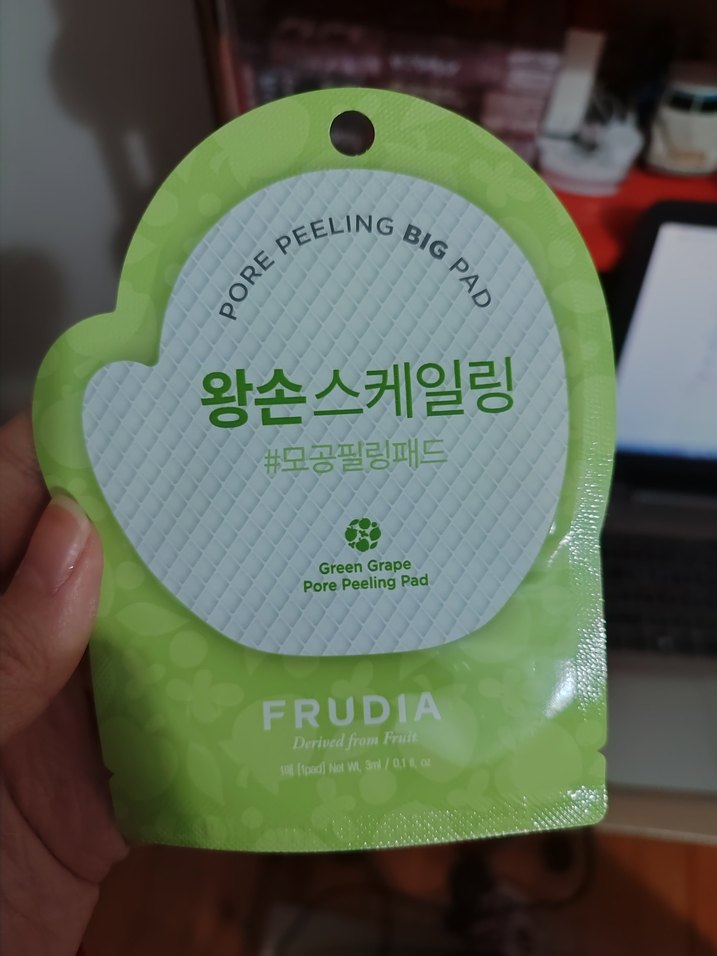 PORE PEELING BIG PAD
왕손스케일링
#모공필링패드
Green Grape
Pore Peeling Pad
FRUDIA
Derived from Fruit
1매 [1pad] Net Wt. 3ml / 0.1 fl. oz